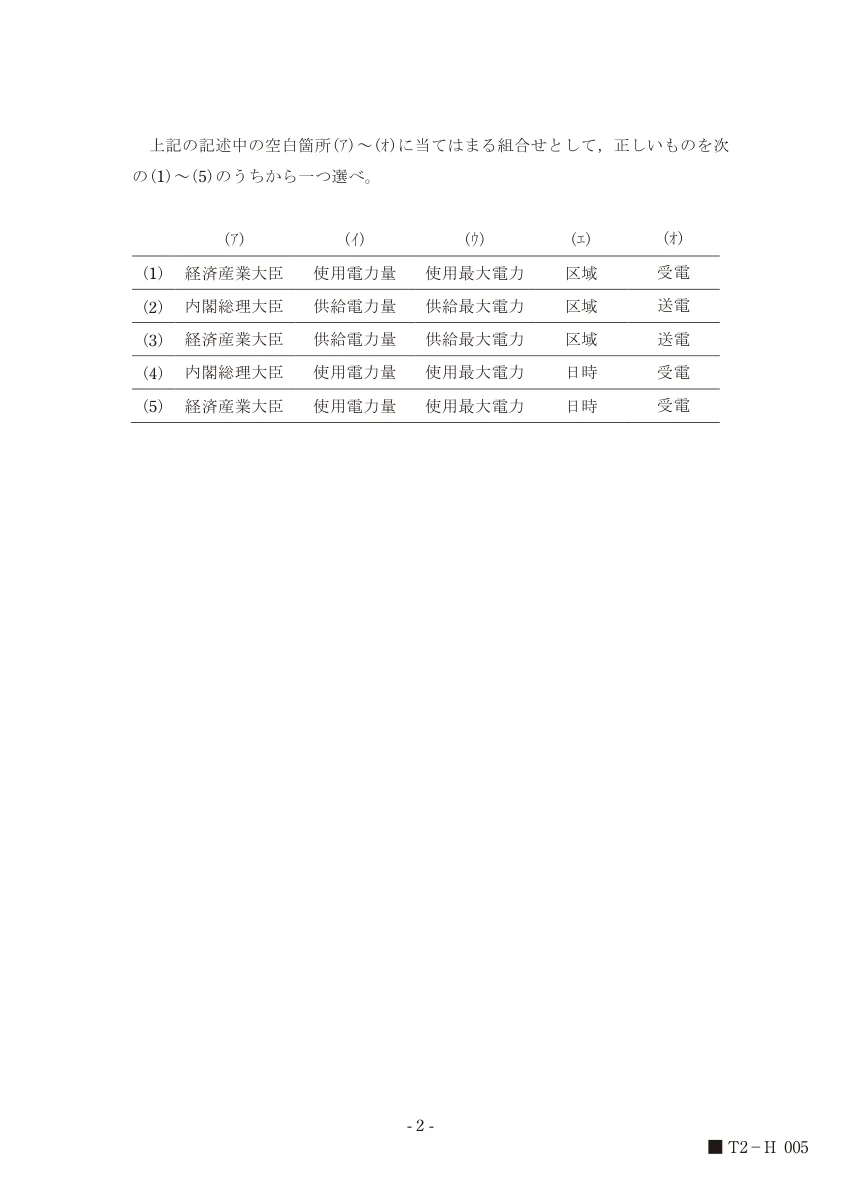 上記の記述中の空白箇所(ｱ)～(ｵ)に当てはまる組合せとして，正しいものを次
の(1)～(5)のうちから一つ選べ。
(ｱ) (ｲ) (ｳ) (ｴ) (ｵ)
(1) 経済産業大臣 使用電力量 使用最大電力 区域 受電
(2) 内閣総理大臣 供給電力量 供給最大電力 区域 送電
(3) 経済産業大臣 供給電力量 供給最大電力 区域 送電
(4) 内閣総理大臣 使用電力量 使用最大電力 日時 受電
(5) 経済産業大臣 使用電力量 使用最大電力 日時 受電
- 2 -
■ T2－H 005